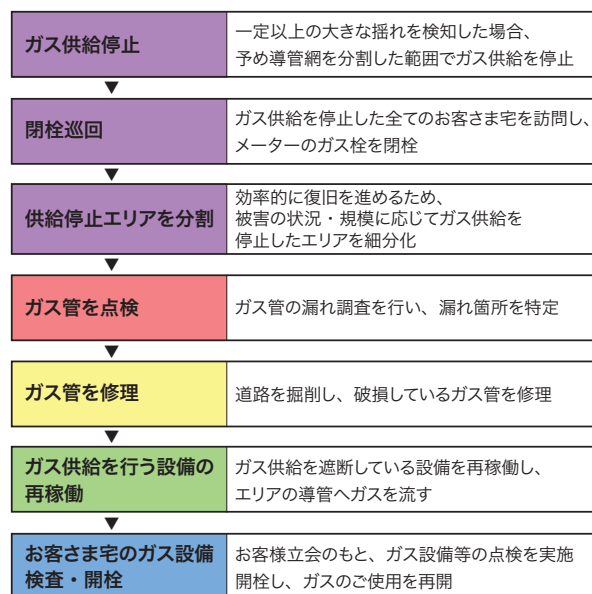 ガス供給停止
一定以上の大きな揺れを検知した場合、
予め導管網を分割した範囲でガス供給を停止
▼
閉栓巡回
ガス供給を停止した全てのお客さま宅を訪問し、
メーターのガス栓を閉栓
▼
供給停止エリアを分割
効率的に復旧を進めるため、
被害の状況・規模に応じてガス供給を
停止したエリアを細分化
▼
ガス管を点検
ガス管の漏れ調査を行い、漏れ箇所を特定
▼
ガス管を修理
道路を掘削し、破損しているガス管を修理
▼
ガス供給を行う設備の
再稼働
ガス供給を遮断している設備を再稼働し、
エリアの導管へガスを流す
▼
お客さま宅のガス設備
検査・開栓
お客様立会のもと、ガス設備等の点検を実施
開栓し、ガスのご使用を再開